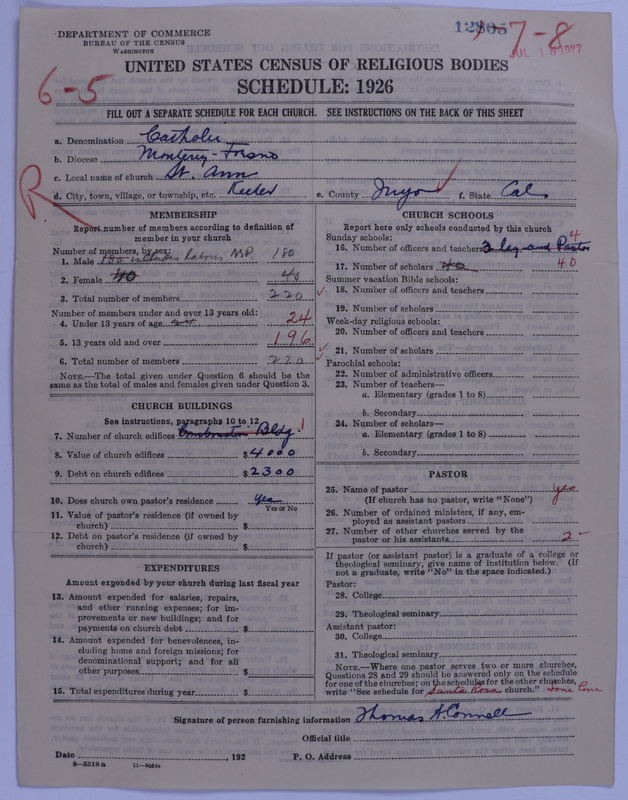 DEPARTMENT OF COMMERCE
BUREAU OF THE CENSUS
WASHINGTON
7-8
6-5
UNITED STATES CENSUS OF RELIGIOUS BODIES
SCHEDULE: 1926
FILL OUT A SEPARATE SCHEDULE FOR EACH CHURCH. SEE INSTRUCTIONS ON THE BACK OF THIS SHEET
a. Denomination Catholic
b. Diocese Monterey-Fresno
c. Local name of church St. Ann
d. City, town, village, or township, etc. Keeler e. County Inyo f. State Cal
R.
MEMBERSHIP
Report number of members according to definition of
member in your church
Number of members, by sex:
1. Male 180 includes NSP. 180
2. Female 40 40
3. Total number of members 220
Number of members under and over 13 years old:
4. Under 13 years of age 24
5. 13 years old and over 196
6. Total number of members 220
NOTE.—The total given under Question 6 should be the
same as the total of males and females given under Question 3.
CHURCH BUILDINGS
See instructions, paragraphs 10 to 12
7. Number of church edifices Bldg. 1
8. Value of church edifices $ 4000
9. Debt on church edifices $ 2300
10. Does church own pastor's residence yes
Yes or No
11. Value of pastor's residence (if owned by
church) $
12. Debt on pastor's residence (if owned by
church) $
EXPENDITURES
Amount expended by your church during last fiscal year
13. Amount expended for salaries, repairs,
and other running expenses; for im-
provements or new buildings; and for
payments on church debt $
14. Amount expended for benevolences, in-
cluding home and foreign missions; for
denominational support; and for all
other purposes $
15. Total expenditures during year $
CHURCH SCHOOLS
Report here only schools conducted by this church
Sunday schools:
16. Number of officers and teachers 3 lay and Pastor 4
17. Number of scholars 40 40
Summer vacation Bible schools:
18. Number of officers and teachers
19. Number of scholars
Week-day religious schools:
20. Number of officers and teachers
21. Number of scholars
Parochial schools:
22. Number of administrative officers
23. Number of teachers—
a. Elementary (grades 1 to 8)
b. Secondary
24. Number of scholars—
a. Elementary (grades 1 to 8)
b. Secondary
PASTOR
25. Name of pastor yes
(If church has no pastor, write "None")
26. Number of ordained ministers, if any, em-
ployed as assistant pastors
27. Number of other churches served by the
pastor or his assistants 2-
If pastor (or assistant pastor) is a graduate of a college or
theological seminary, give name of institution below. (If
not a graduate, write "No" in the space indicated.)
Pastor:
28. College
29. Theological seminary
Assistant pastor:
30. College
31. Theological seminary
NOTE.—Where one pastor serves two or more churches,
Questions 28 and 29 should be answered only on the schedule
for one of the churches; on the schedules for the other churches,
write "See schedule for Santa Rosa church." Lone Pine
Signature of person furnishing information Thomas A. Connell
Official title
Date , 192 P. O. Address
8-5518 a